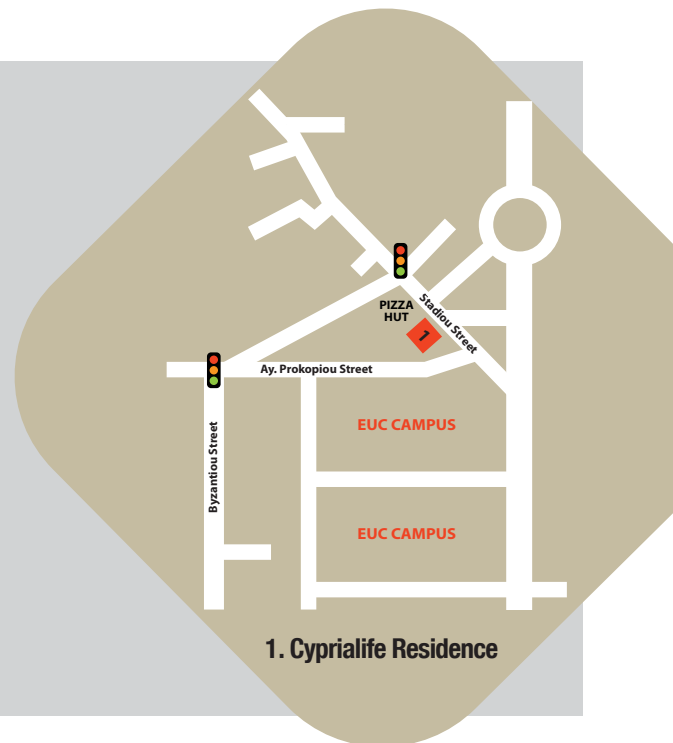 PIZZA
HUT
Stadiou Street
1
Ay. Prokopiou Street
EUC CAMPUS
Byzantiou Street
EUC CAMPUS
1. Cyprialife Residence